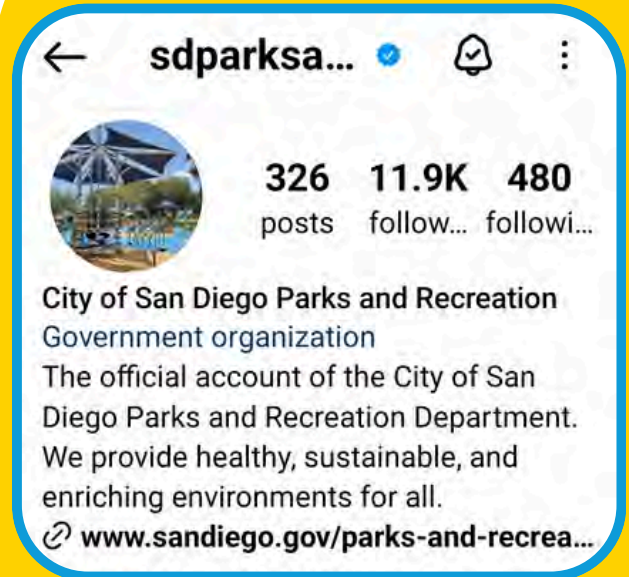 sdparksa...
326 11.9K 480
posts follow... followi...
City of San Diego Parks and Recreation
Government organization
The official account of the City of San
Diego Parks and Recreation Department.
We provide healthy, sustainable, and
enriching environments for all.
www.sandiego.gov/parks-and-recrea...